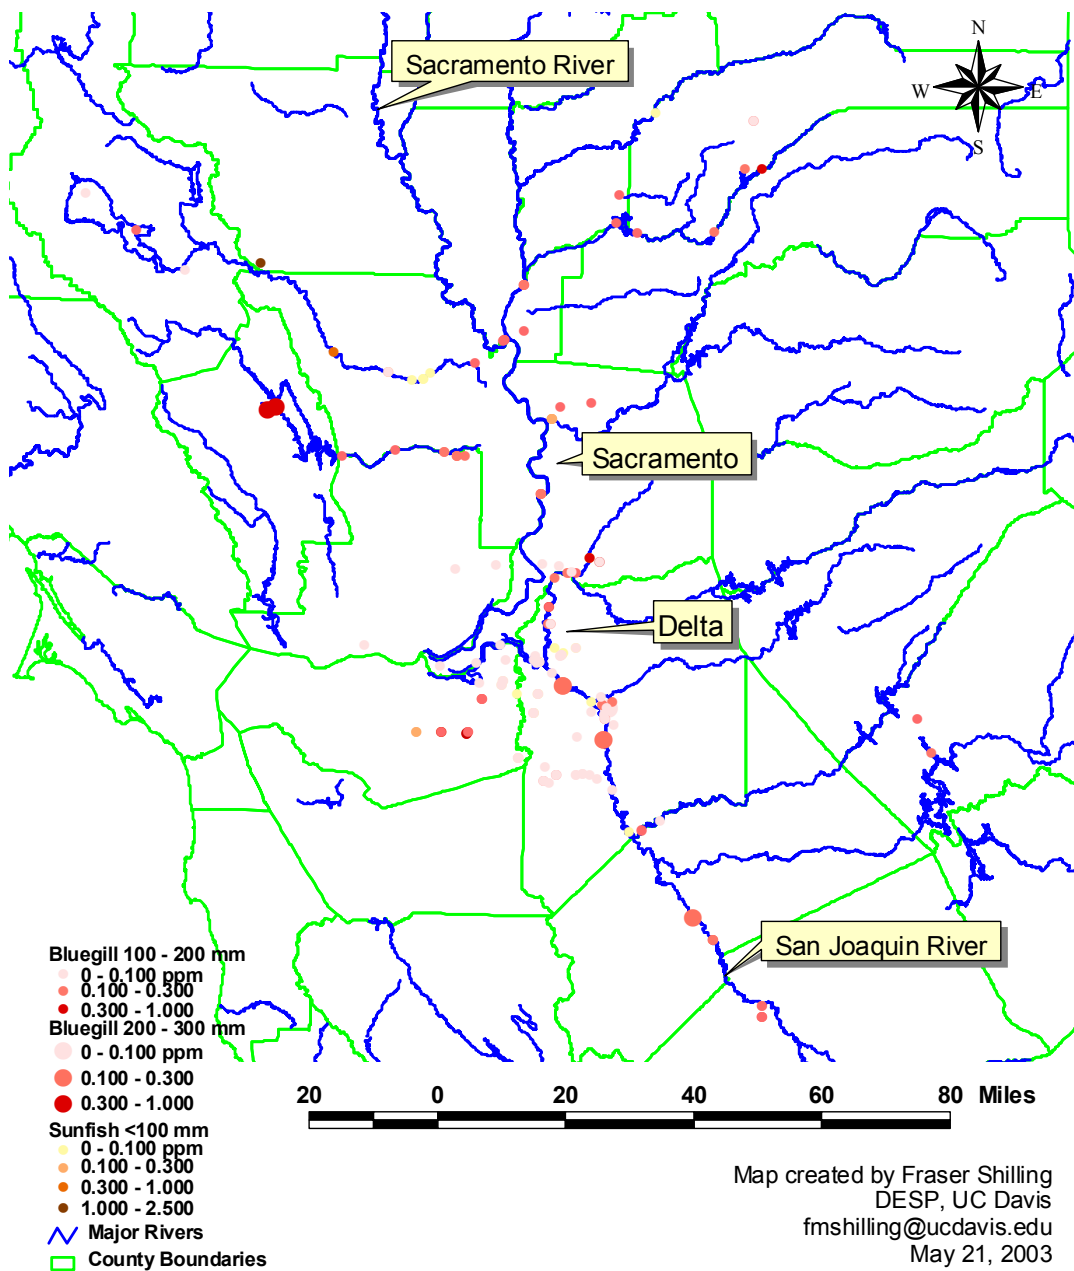 Sacramento River
N
W
E
S
Sacramento
Delta
San Joaquin River
Bluegill 100 - 200 mm
0 - 0.100 ppm
0.100 - 0.300
0.300 - 1.000
Bluegill 200 - 300 mm
0 - 0.100 ppm
0.100 - 0.300
0.300 - 1.000
Sunfish <100 mm
0 - 0.100 ppm
0.100 - 0.300
0.300 - 1.000
1.000 - 2.500
Major Rivers
County Boundaries
20 0 20 40 60 80 Miles
Map created by Fraser Shilling
DESP, UC Davis
fmshilling@ucdavis.edu
May 21, 2003